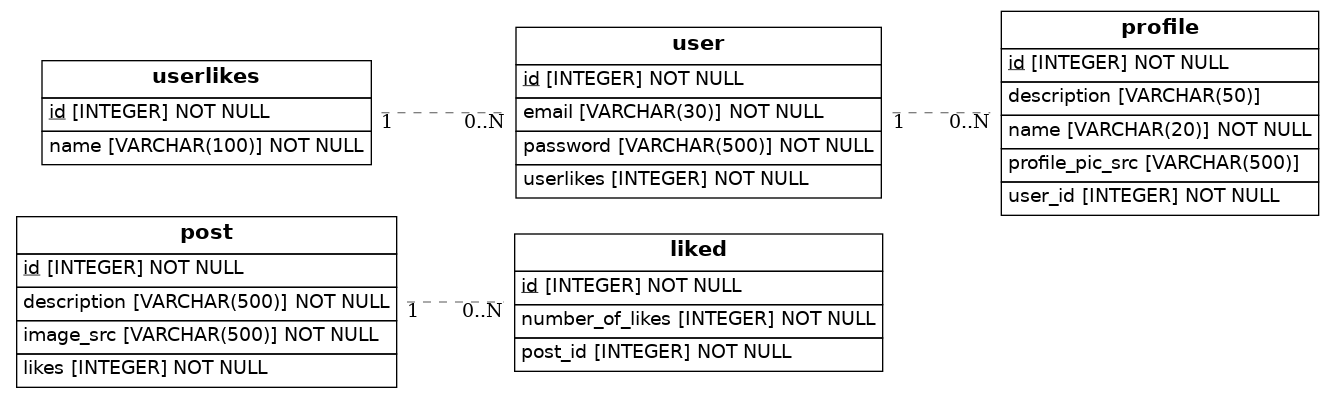 userlikes
id [INTEGER] NOT NULL
name [VARCHAR(100)] NOT NULL
1
0..N
user
id [INTEGER] NOT NULL
email [VARCHAR(30)] NOT NULL
password [VARCHAR(500)] NOT NULL
userlikes [INTEGER] NOT NULL
1
0..N
profile
id [INTEGER] NOT NULL
description [VARCHAR(50)]
name [VARCHAR(20)] NOT NULL
profile_pic_src [VARCHAR(500)]
user_id [INTEGER] NOT NULL
post
id [INTEGER] NOT NULL
description [VARCHAR(500)] NOT NULL
image_src [VARCHAR(500)] NOT NULL
likes [INTEGER] NOT NULL
1
0..N
liked
id [INTEGER] NOT NULL
number_of_likes [INTEGER] NOT NULL
post_id [INTEGER] NOT NULL